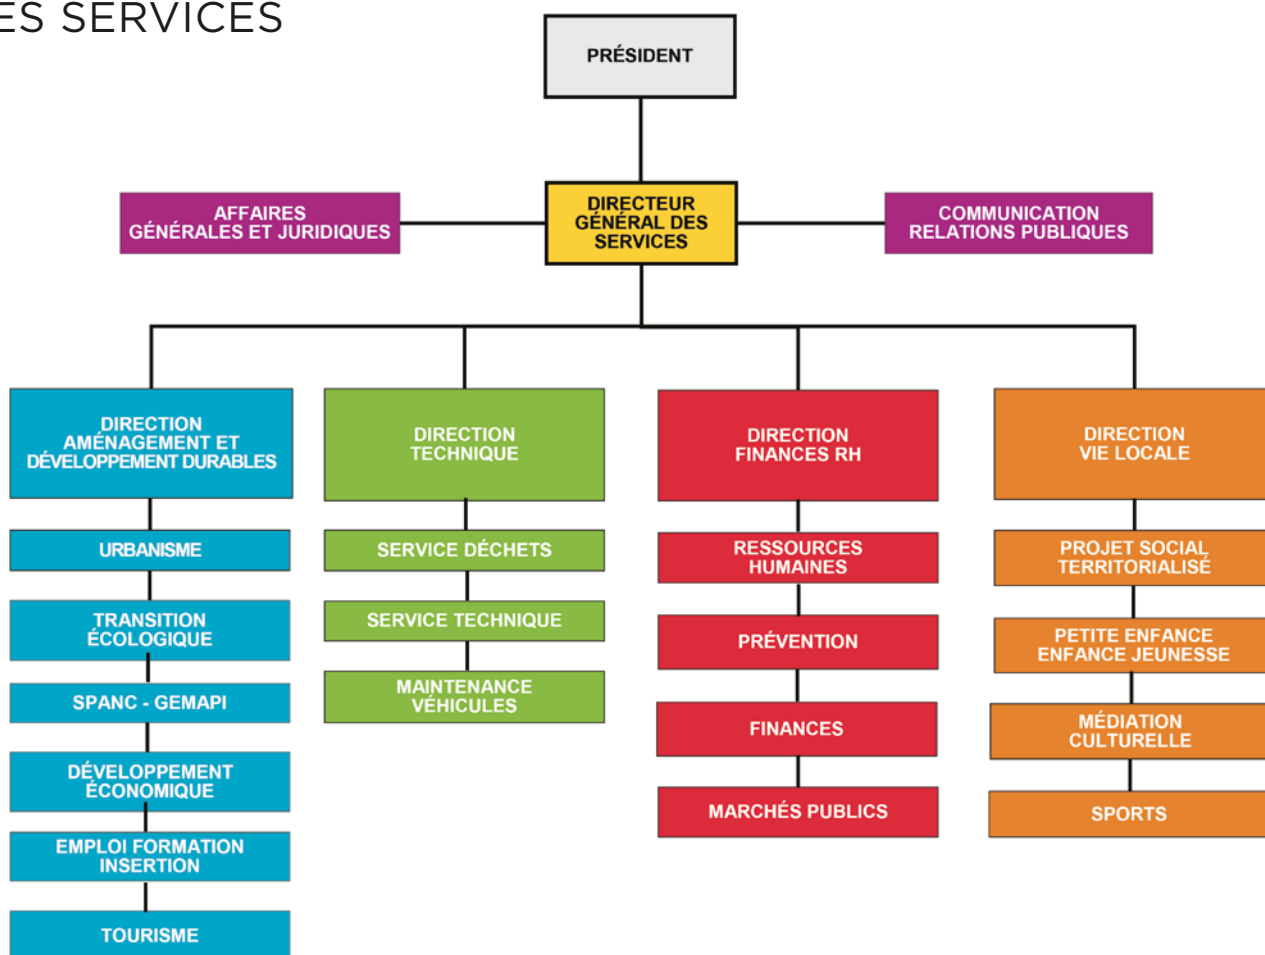 ES SERVICES
PRÉSIDENT
AFFAIRES
GÉNÉRALES ET JURIDIQUES
DIRECTEUR
GÉNÉRAL DES
SERVICES
COMMUNICATION
RELATIONS PUBLIQUES
DIRECTION
AMÉNAGEMENT ET
DÉVELOPPEMENT DURABLES
URBANISME
TRANSITION
ÉCOLOGIQUE
SPANC - GEMAPI
DÉVELOPPEMENT
ÉCONOMIQUE
EMPLOI FORMATION
INSERTION
TOURISME
DIRECTION
TECHNIQUE
SERVICE DÉCHETS
SERVICE TECHNIQUE
MAINTENANCE
VÉHICULES
DIRECTION
FINANCES RH
RESSOURCES
HUMAINES
PRÉVENTION
FINANCES
MARCHÉS PUBLICS
DIRECTION
VIE LOCALE
PROJET SOCIAL
TERRITORIALISÉ
PETITE ENFANCE
ENFANCE JEUNESSE
MÉDIATION
CULTURELLE
SPORTS